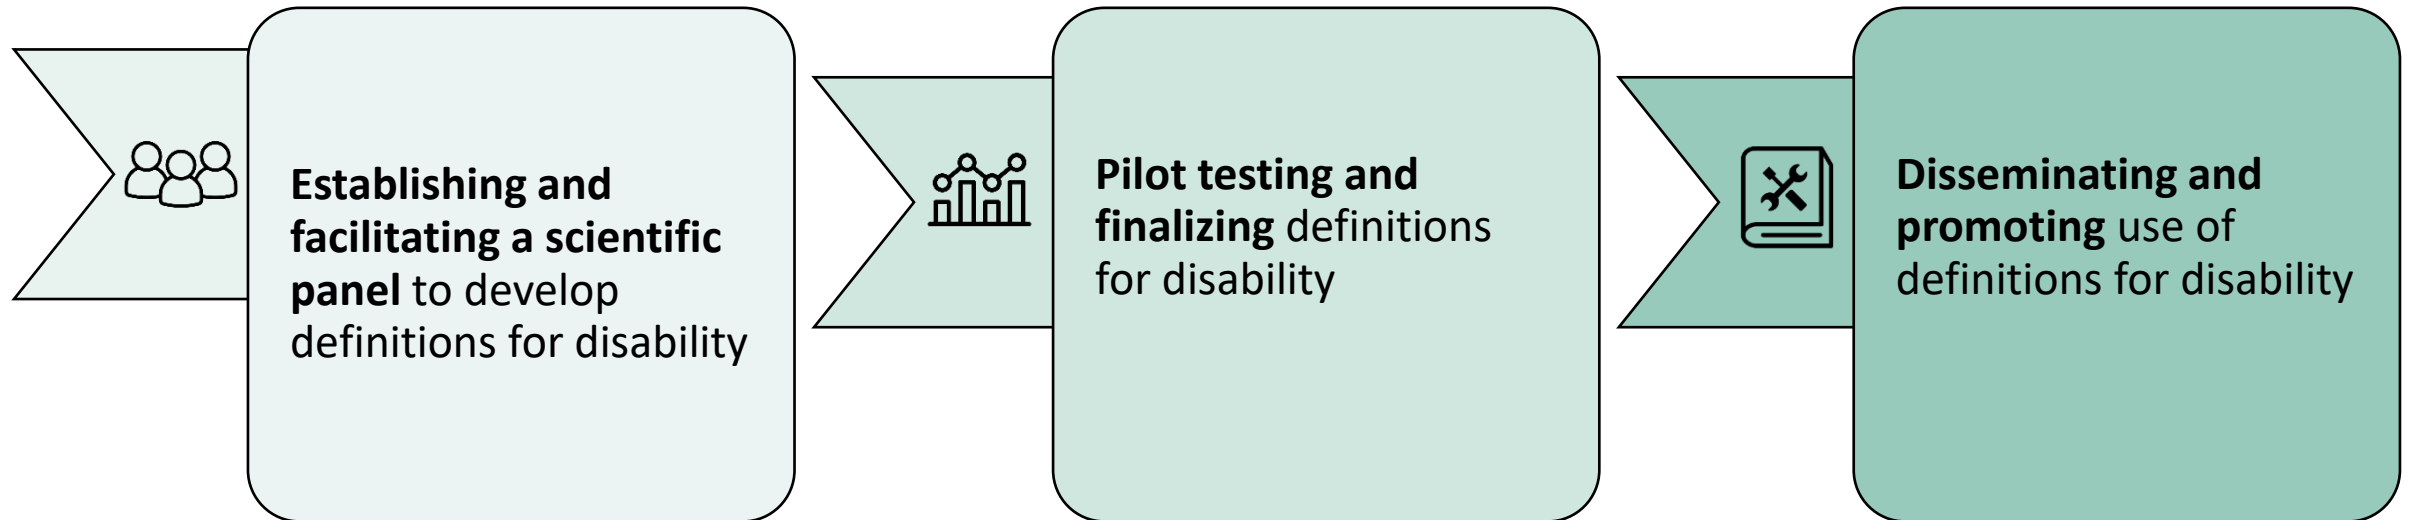 Establishing and
facilitating a scientific
panel to develop
definitions for disability
Pilot testing and
finalizing definitions
for disability
Disseminating and
promoting use of
definitions for disability